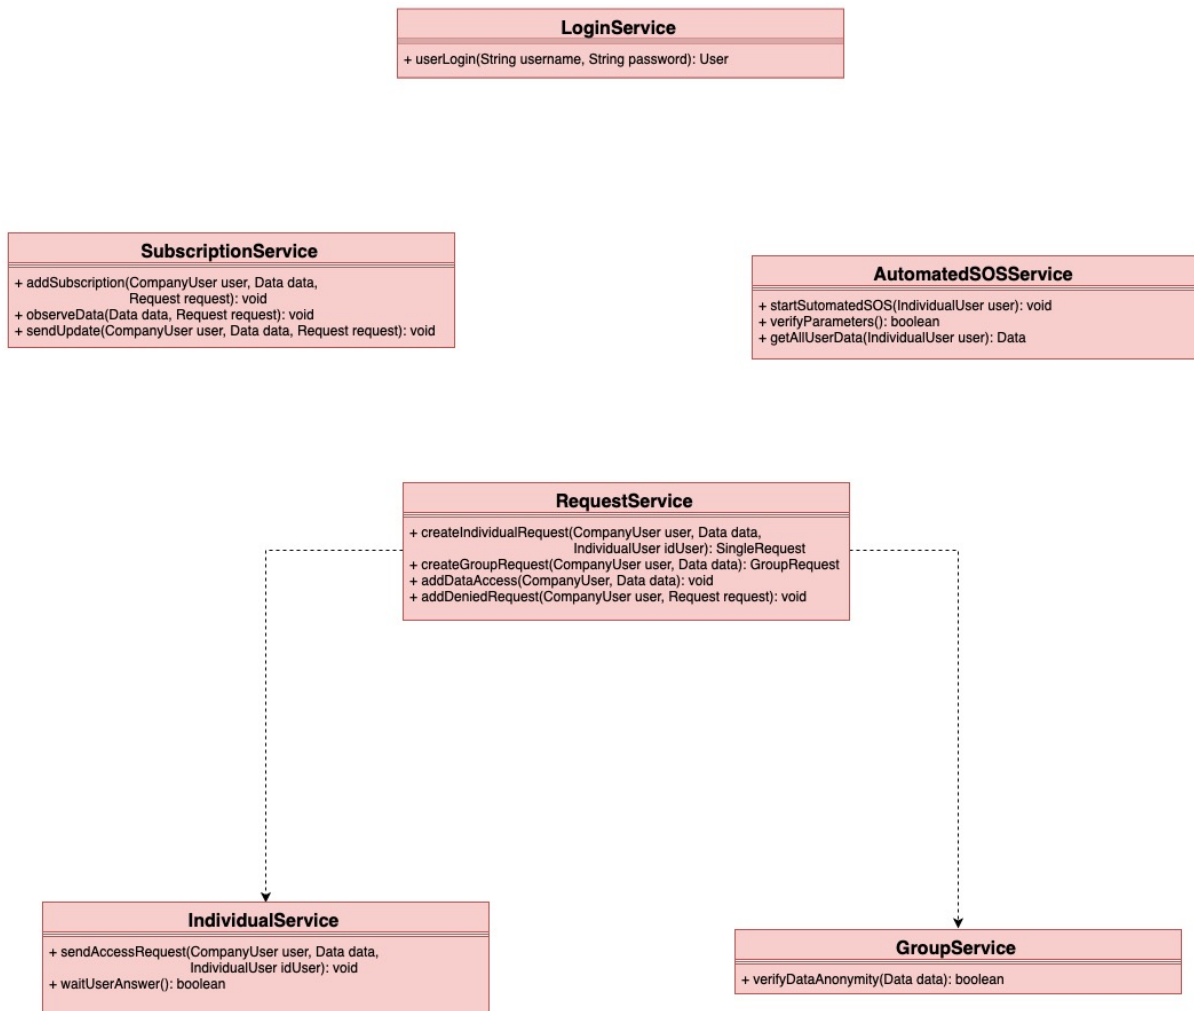 LoginService
+ userLogin(String username, String password): User
SubscriptionService
+ addSubscription(CompanyUser user, Data data,
Request request): void
+ observeData(Data data, Request request): void
+ sendUpdate(CompanyUser user, Data data, Request request): void
AutomatedSOSService
+ startSutomatedSOS(IndividualUser user): void
+ verifyParameters(): boolean
+ getAllUserData(IndividualUser user): Data
RequestService
+ createIndividualRequest(CompanyUser user, Data data,
IndividualUser idUser): SingleRequest
+ createGroupRequest(CompanyUser user, Data data): GroupRequest
+ addDataAccess(CompanyUser, Data data): void
+ addDeniedRequest(CompanyUser user, Request request): void
IndividualService
+ sendAccessRequest(CompanyUser user, Data data,
IndividualUser idUser): void
+ waitUserAnswer(): boolean
GroupService
+ verifyDataAnonymity(Data data): boolean